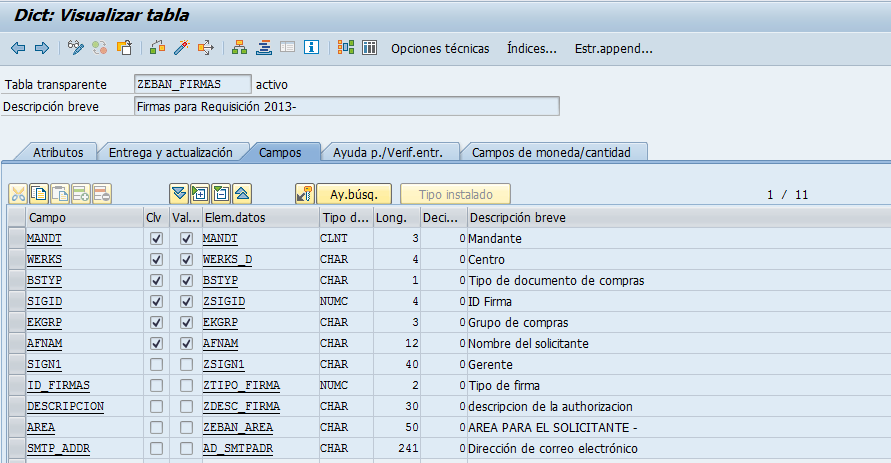 Dict: Visualizar tabla
Opciones técnicas Índices... Estr.append...
Tabla transparente ZEBAN_FIRMAS activo
Descripción breve Firmas para Requisición 2013-
Atributos Entrega y actualización Campos Ayuda p./Verif.entr. Campos de moneda/cantidad
Ay.búsq. Tipo instalado 1 / 11
Campo Clv Val... Elem.datos Tipo d... Long. Deci... Descripción breve
MANDT MANDT CLNT 3 0 Mandante
WERKS WERKS_D CHAR 4 0 Centro
BSTYP BSTYP CHAR 1 0 Tipo de documento de compras
SIGID ZSIGID NUMC 4 0 ID Firma
EKGRP EKGRP CHAR 3 0 Grupo de compras
AFNAM AFNAM CHAR 12 0 Nombre del solicitante
SIGN1 ZSIGN1 CHAR 40 0 Gerente
ID_FIRMAS ZTIPO_FIRMA NUMC 2 0 Tipo de firma
DESCRIPCION ZDESC_FIRMA CHAR 30 0 descripcion de la authorizacion
AREA ZEBAN_AREA CHAR 50 0 AREA PARA EL SOLICITANTE -
SMTP_ADDR AD_SMTPADR CHAR 241 0 Dirección de correo electrónico